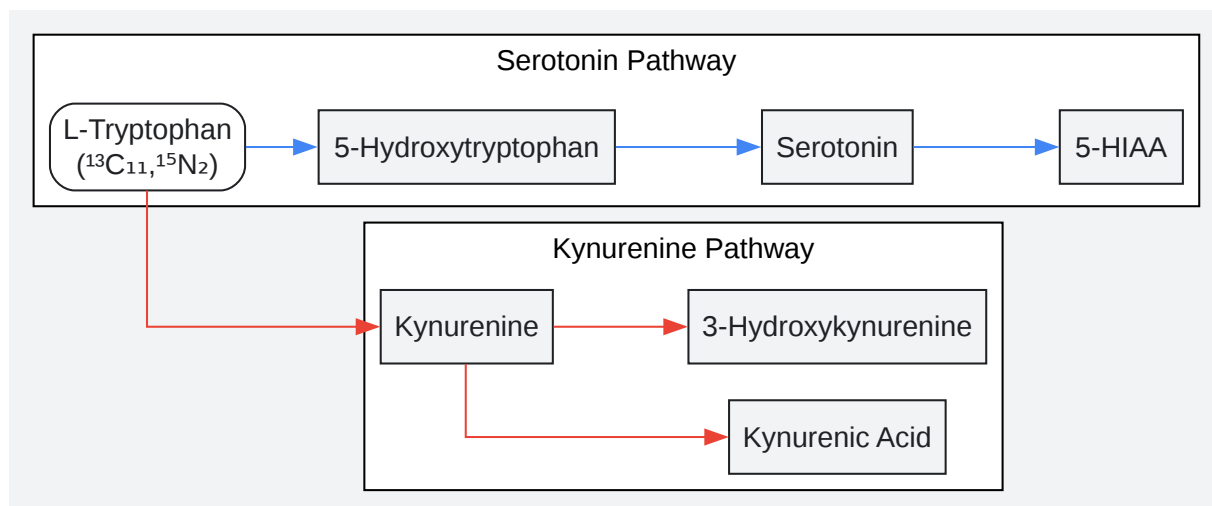 Serotonin Pathway
L-Tryptophan
(¹³C₁₁,¹⁵N₂)
5-Hydroxytryptophan
Serotonin
5-HIAA
Kynurenine Pathway
Kynurenine
3-Hydroxykynurenine
Kynurenic Acid